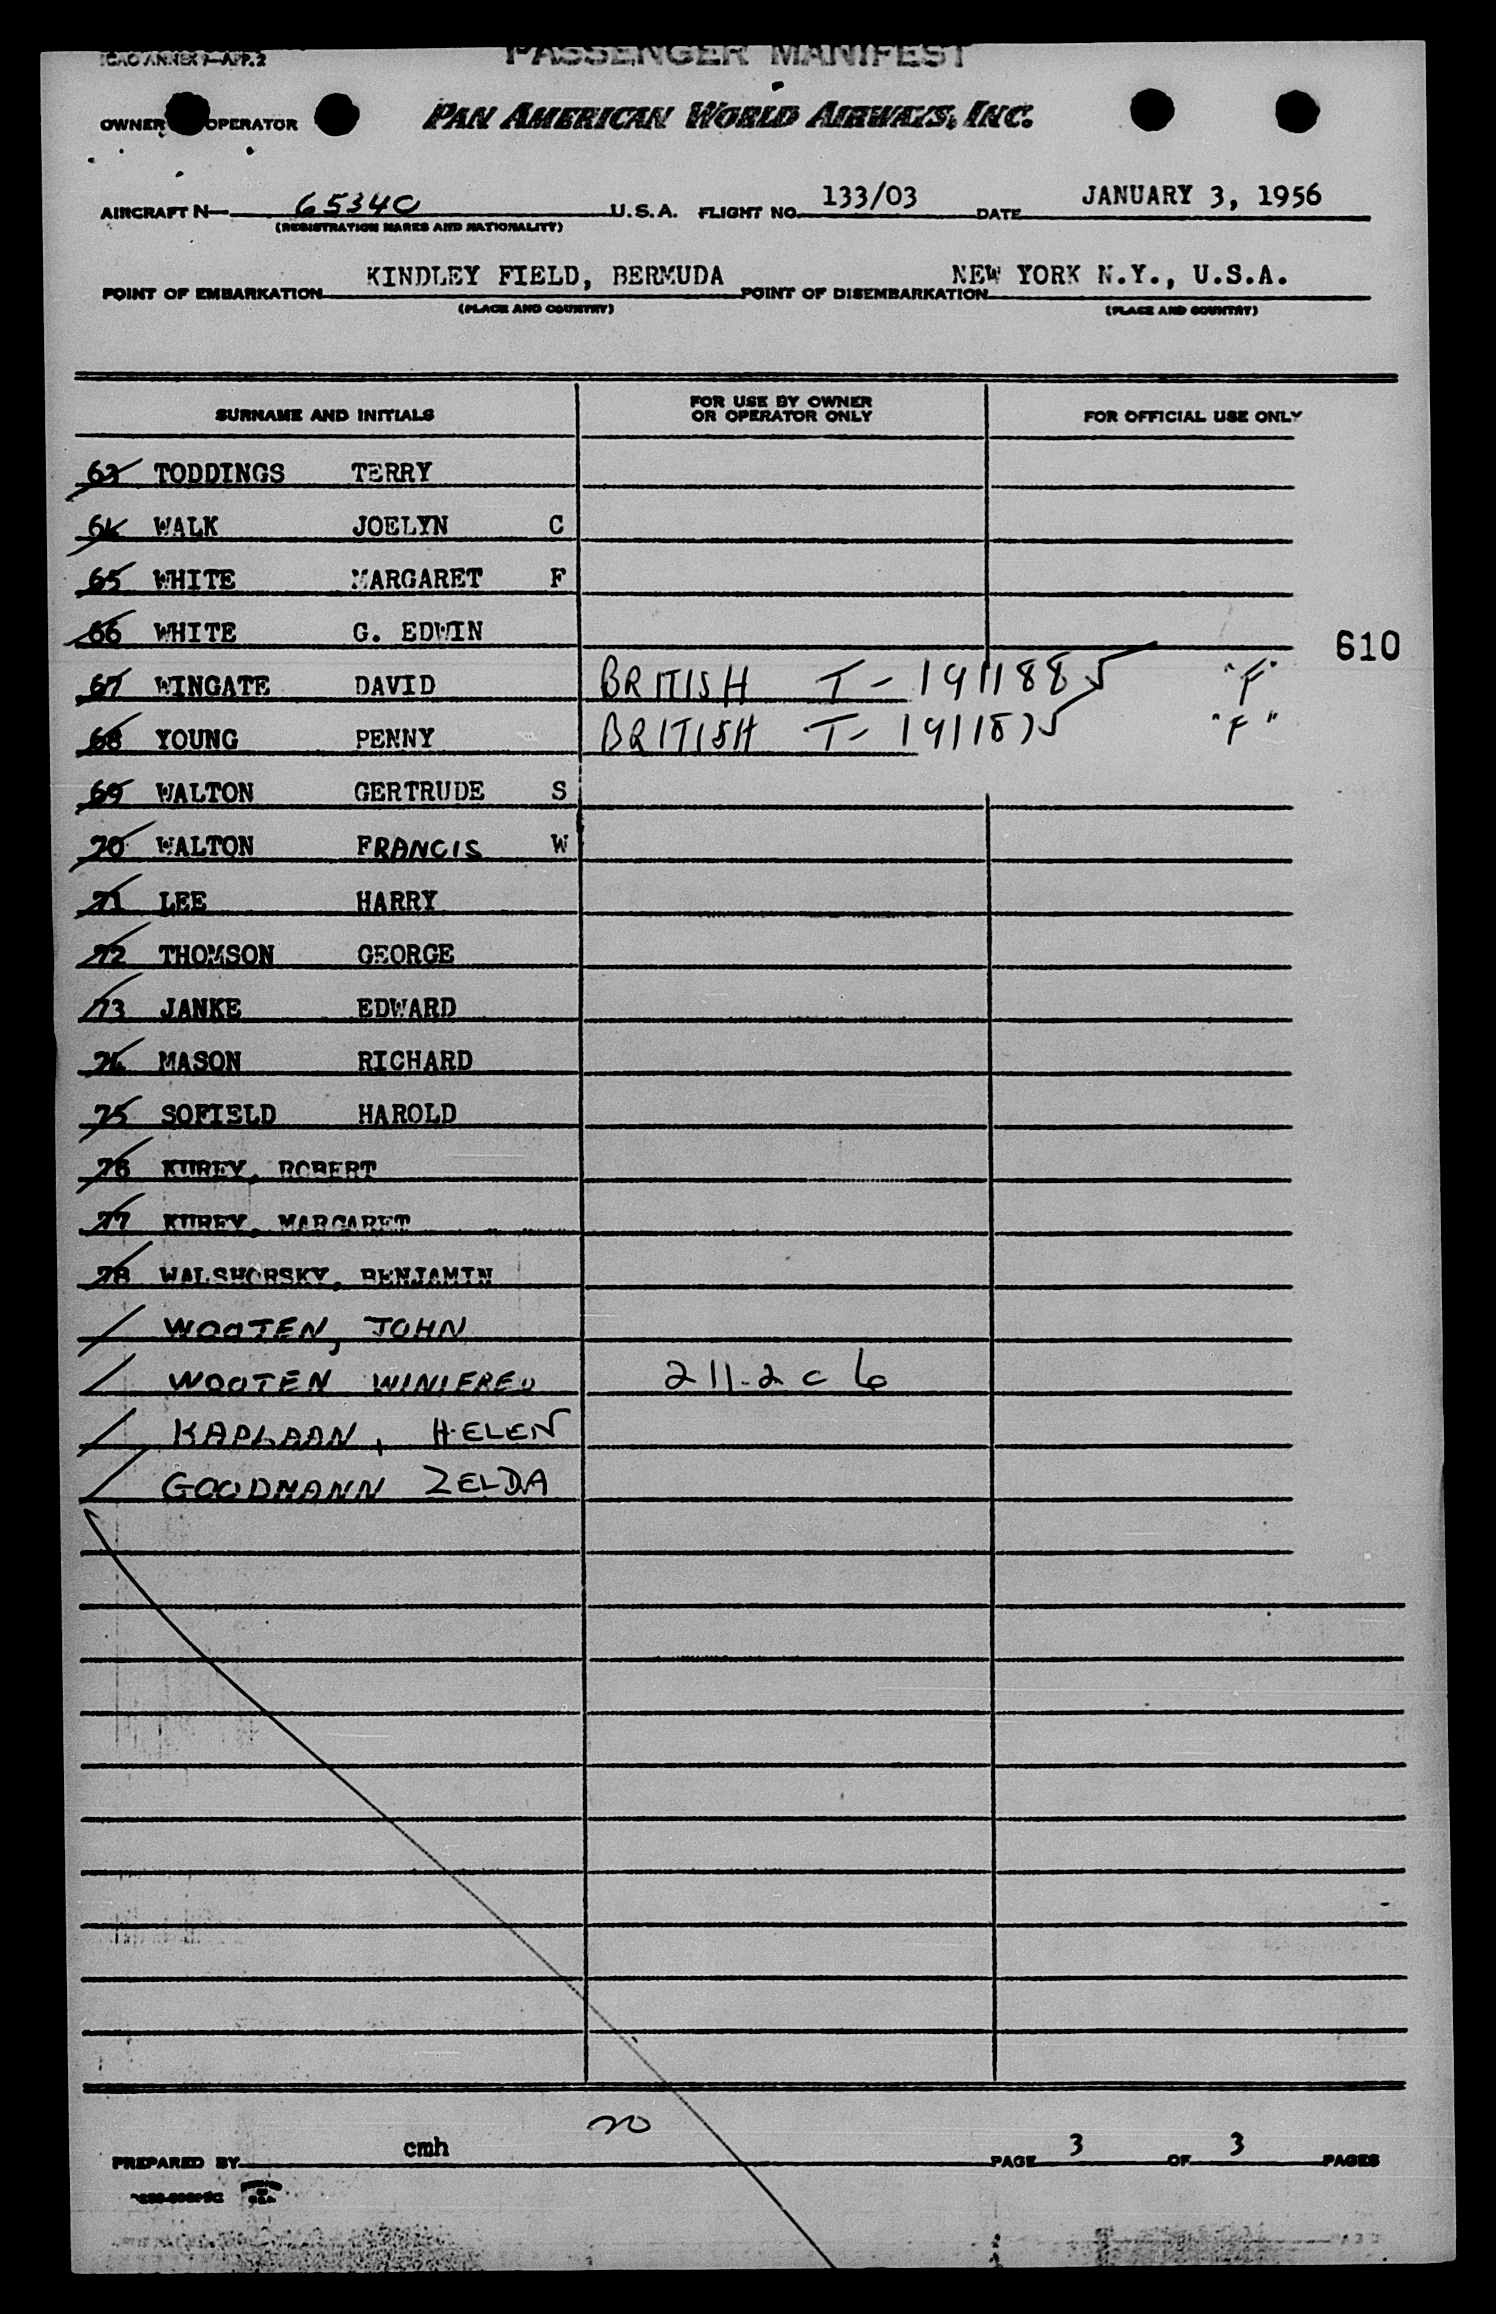 ICAO ANNEX 9—APP. 2
PASSENGER MANIFEST
OWNER OPERATOR PAN AMERICAN WORLD AIRWAYS, INC.
AIRCRAFT N— 6534C U.S.A. FLIGHT NO. 133/03 DATE JANUARY 3, 1956
(REGISTRATION MARKS AND NATIONALITY)
POINT OF EMBARKATION KINDLEY FIELD, BERMUDA POINT OF DISEMBARKATION NEW YORK N.Y., U.S.A.
(PLACE AND COUNTRY) (PLACE AND COUNTRY)
SURNAME AND INITIALS FOR USE BY OWNER OR OPERATOR ONLY FOR OFFICIAL USE ONLY
63 TODDINGS TERRY
64 WALK JOELYN C
65 WHITE MARGARET F
66 WHITE G. EDWIN
610
67 WINGATE DAVID BRITISH T-191188 "F"
68 YOUNG PENNY BRITISH T- "F"
69 WALTON GERTRUDE S
70 WALTON FRANCIS W
71 LEE HARRY
72 THOMSON GEORGE
73 JANKE EDWARD
74 MASON RICHARD
75 SOFIELD HAROLD
76 KUREY, ROBERT
77 KUREY, MARGARET
78 WALSHORSKY, BENJAMIN
WOOTEN, JOHN
WOOTEN WINIFRED 211.2 c 6
KAPLAAN, HELEN
GOODMANN ZELDA
20
PREPARED BY cmh PAGE 3 OF 3 PAGES